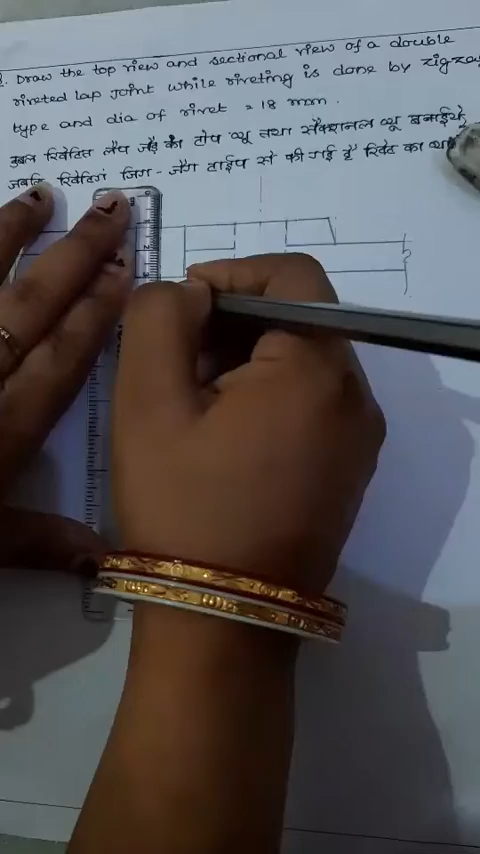 Draw the top view and sectional view of a double
riveted lap joint while riveting is done by zigzag
type and dia of rivet = 18 mm.
डबल रिवेटित लैप जोड़ का टोप व्यू तथा सैक्शनल व्यू बनाईये
जबकि रिवेटिगं जिग-जैग टाईप से की गई है रिवेट का